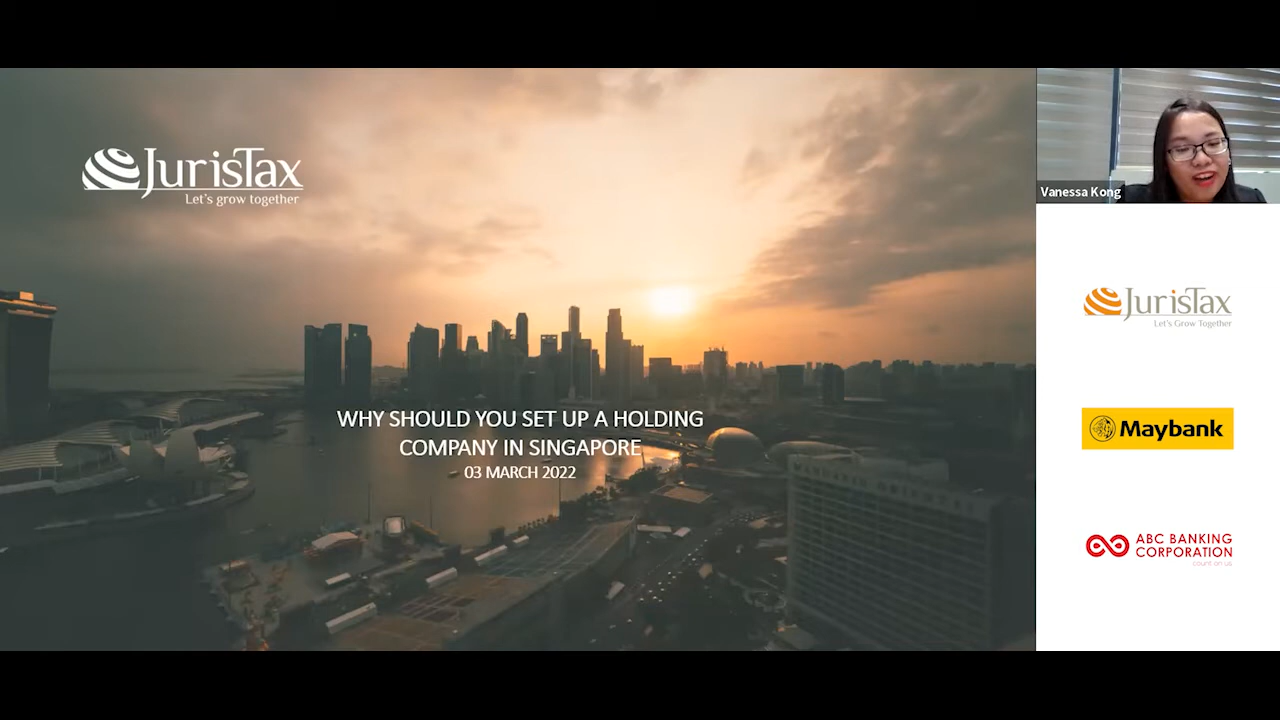 JurisTax
Let's grow together
WHY SHOULD YOU SET UP A HOLDING
COMPANY IN SINGAPORE
03 MARCH 2022
Vanessa Kong
JurisTax
Let's Grow Together
Maybank
ABC BANKING
CORPORATION
count on us